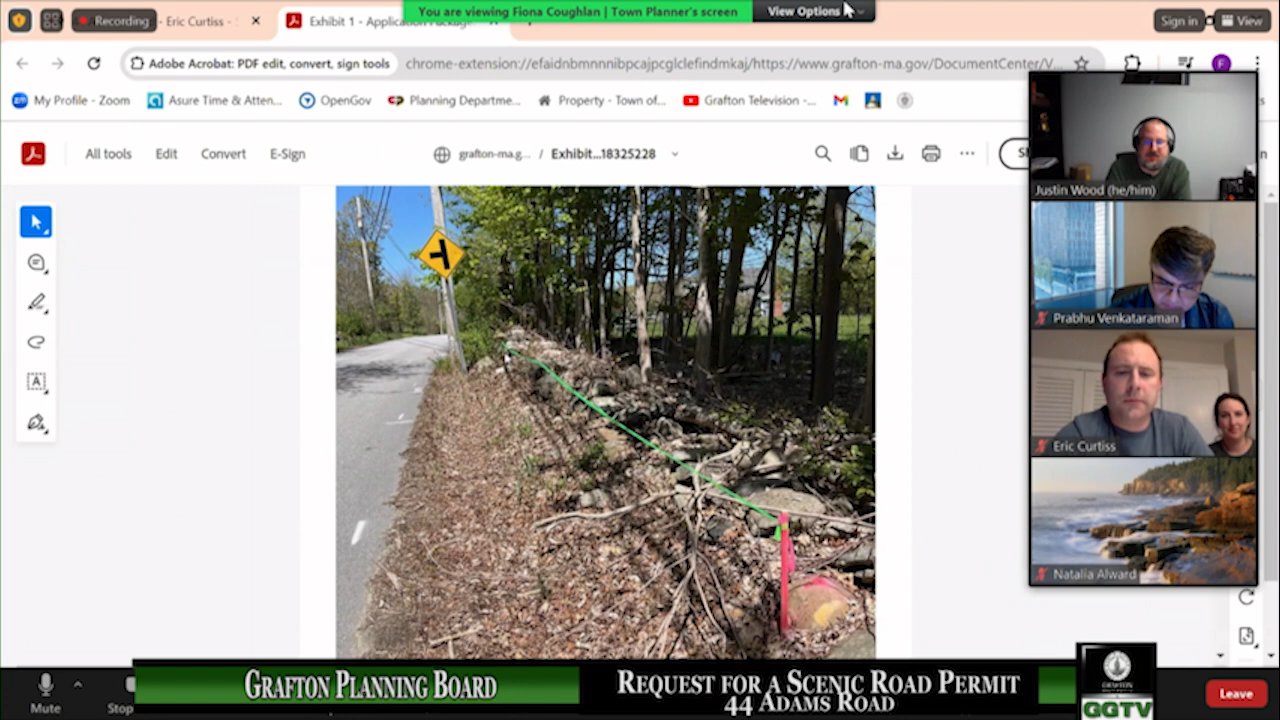 Recording
- Eric Curtiss -
Exhibit 1 - Application Package
You are viewing Fiona Coughlan | Town Planner's screen
View Options
Sign in
View
Adobe Acrobat: PDF edit, convert, sign tools
chrome-extension://efaidnbmnnnibpcajpcglclefindmkaj/https://www.grafton-ma.gov/DocumentCenter/V...
F
My Profile - Zoom
Asure Time & Atten...
OpenGov
Planning Departme...
Property - Town of...
Grafton Television -...
All tools
Edit
Convert
E-Sign
grafton-ma.g... / Exhibit...18325228
Justin Wood (he/him)
Prabhu Venkataraman
Eric Curtiss
Natalia Alward
Mute
Stop
GRAFTON PLANNING BOARD
REQUEST FOR A SCENIC ROAD PERMIT
44 ADAMS ROAD
GRAFTON
GGTV
Leave